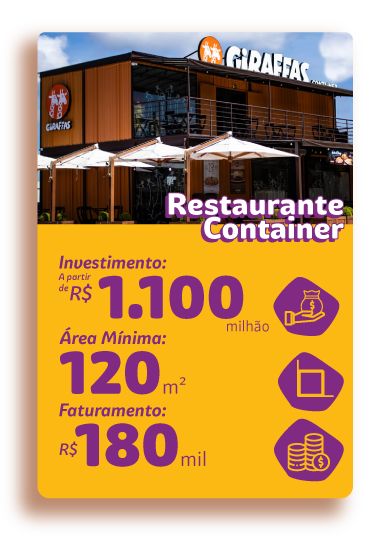 GIRAFFAS
GIRAFFAS
Restaurante
Container
Investimento:
A partir
de R$ 1.100
milhão
Área Mínima:
120 m²
Faturamento:
R$ 180 mil